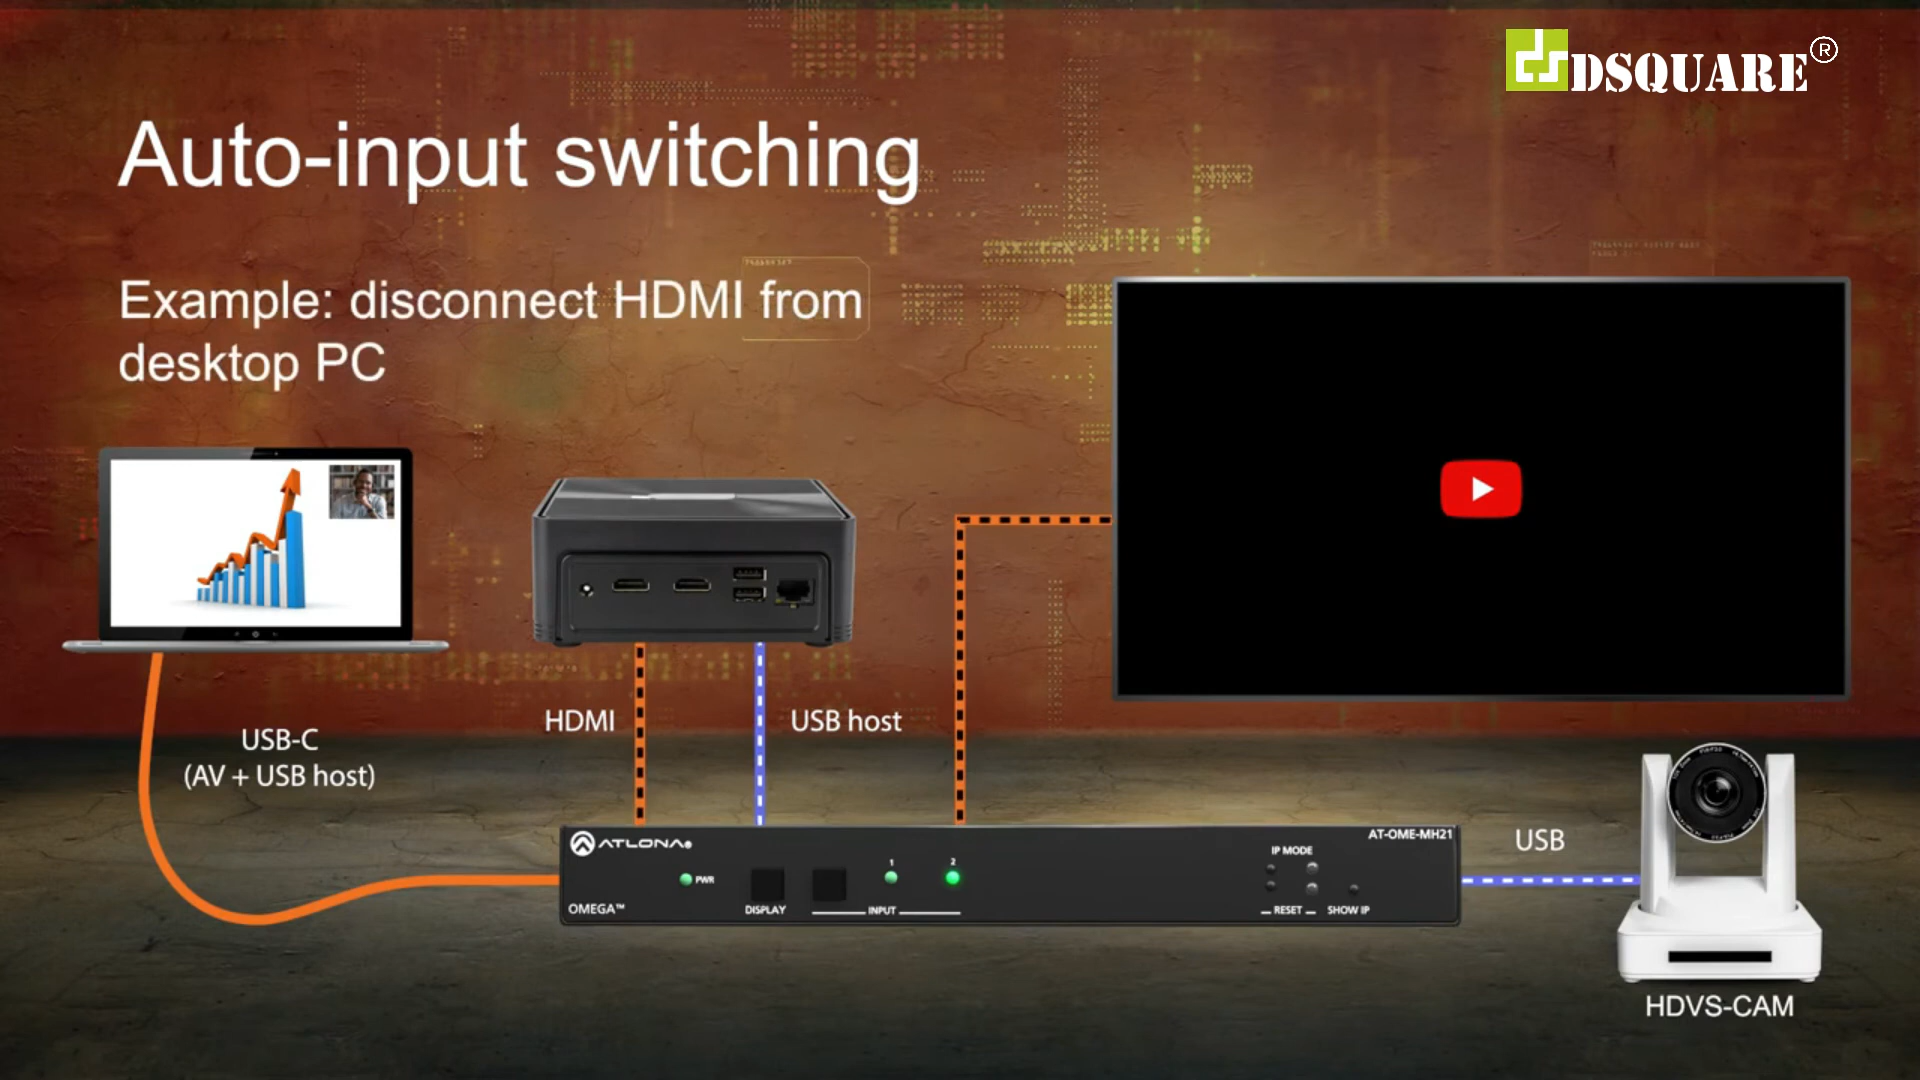 ds DSQUARE®
Auto-input switching
Example: disconnect HDMI from
desktop PC
HDMI
USB host
USB-C
(AV + USB host)
ATLONA®
AT-OME-MH21
IP MODE
1
2
PWR
OMEGA™
DISPLAY
INPUT
RESET
SHOW IP
USB
HDVS-CAM